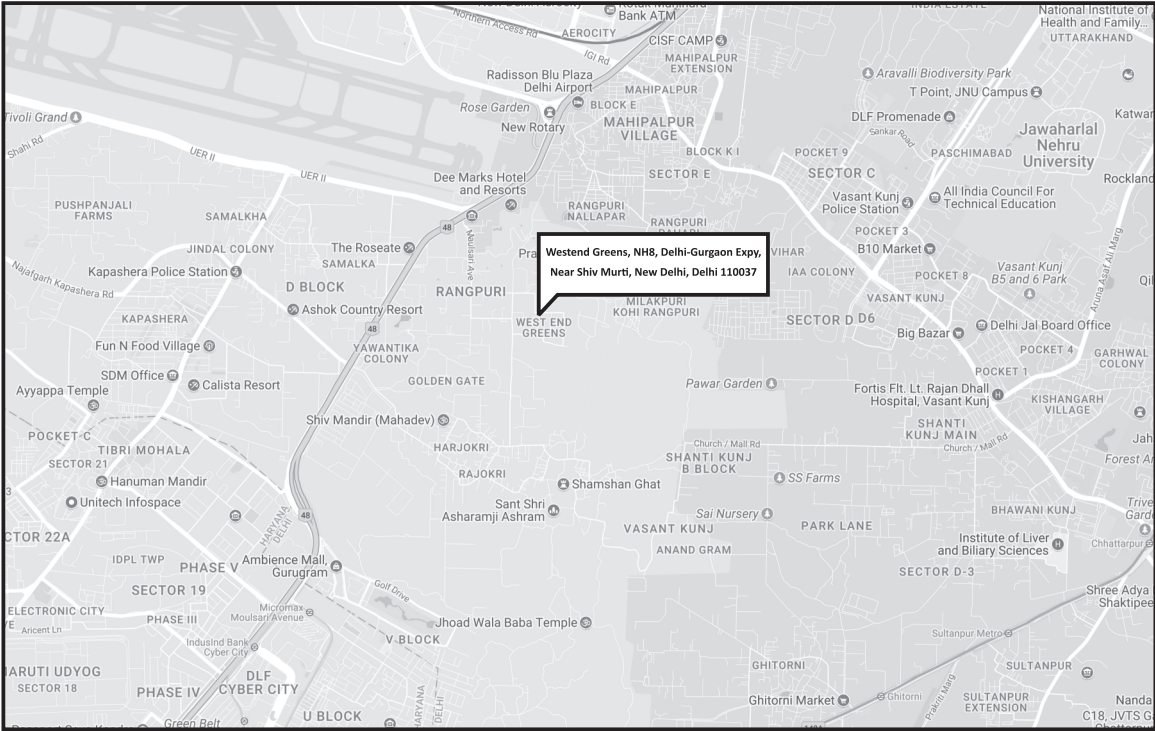 Bank ATM
INDIA ESTATE
National Institute of
Health and Family...
Northern Access Rd
AEROCITY
CISF CAMP
UTTARAKHAND
IGI Rd
MAHIPALPUR
EXTENSION
Radisson Blu Plaza
Delhi Airport
Aravalli Biodiversity Park
MAHIPALPUR
T Point, JNU Campus
Rose Garden
BLOCK E
Tivoli Grand
New Rotary
MAHIPALPUR
VILLAGE
DLF Promenade
Katwar
Sankar Road
Jawaharlal
Nehru
University
Shahi Rd
UER II
BLOCK K I
POCKET 9
PASCHIMABAD
UER II
Dee Marks Hotel
and Resorts
SECTOR E
SECTOR C
Rockland
PUSHPANJALI
FARMS
SAMALKHA
RANGPURI
NALLAPAR
Vasant Kunj
Police Station
All India Council For
Technical Education
48
RANGPURI
PAHARI
POCKET 3
JINDAL COLONY
The Roseate
Maulsari Ave
Pra
VIHAR
B10 Market
Westend Greens, NH8, Delhi-Gurgaon Expy,
Near Shiv Murti, New Delhi, Delhi 110037
Najafgarh Kapashera Rd
Kapashera Police Station
SAMALKA
IAA COLONY
POCKET 8
Vasant Kunj
B5 and 6 Park
Aruna Asaf Ali Marg
Qil
D BLOCK
RANGPURI
MILAKPURI
KOHI RANGPURI
VASANT KUNJ
Ashok Country Resort
KAPASHERA
48
WEST END
GREENS
SECTOR D
D6
Big Bazar
Delhi Jal Board Office
Fun N Food Village
YAWANTIKA
COLONY
POCKET 4
GARHWAL
COLONY
SDM Office
Calista Resort
GOLDEN GATE
Pawar Garden
POCKET 1
Ayyappa Temple
Fortis Flt. Lt. Rajan Dhall
Hospital, Vasant Kunj
KISHANGARH
VILLAGE
Shiv Mandir (Mahadev)
SHANTI
KUNJ MAIN
POCKET-C
TIBRI MOHALA
HARJOKRI
Church / Mall Rd
Church / Mall Rd
Jah
SECTOR 21
RAJOKRI
SHANTI KUNJ
B BLOCK
Forest Ar
Hanuman Mandir
Shamshan Ghat
SS Farms
3
Unitech Infospace
Sant Shri
Asharamji Ashram
Sai Nursery
BHAWANI KUNJ
Trive
Garde
48
HARYANA
DELHI
VASANT KUNJ
PARK LANE
CTOR 22A
ANAND GRAM
Institute of Liver
and Biliary Sciences
Chhattarpur
IDPL TWP
PHASE V
Ambience Mall,
Gurugram
SECTOR D-3
SECTOR 19
Golf Drive
Shree Adya
Shaktipee
ELECTRONIC CITY
Micromax
Moulsari Avenue
PHASE III
Jhoad Wala Baba Temple
Aricent Ln
V-BLOCK
Sultanpur Metro
IndusInd Bank
Cyber City
MARUTI UDYOG
GHITORNI
SULTANPUR
SECTOR 18
PHASE IV
DLF
CYBER CITY
HARYANA
DELHI
Ghitorni Market
Ghitorni
Prakriti Marg
SULTANPUR
EXTENSION
Nanda
U BLOCK
C18, JVTS G
Green Belt